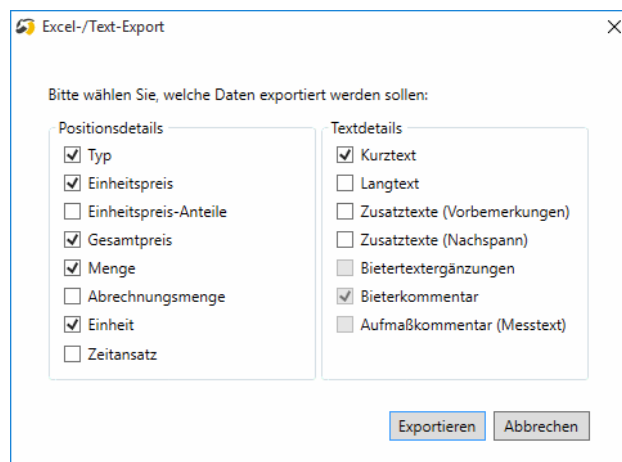 Excel-/Text-Export
Bitte wählen Sie, welche Daten exportiert werden sollen:
Positionsdetails
Typ
Einheitspreis
Einheitspreis-Anteile
Gesamtpreis
Menge
Abrechnungsmenge
Einheit
Zeitansatz
Textdetails
Kurztext
Langtext
Zusatztexte (Vorbemerkungen)
Zusatztexte (Nachspann)
Bietertextergänzungen
Bieterkommentar
Aufmaßkommentar (Messtext)
Exportieren
Abbrechen